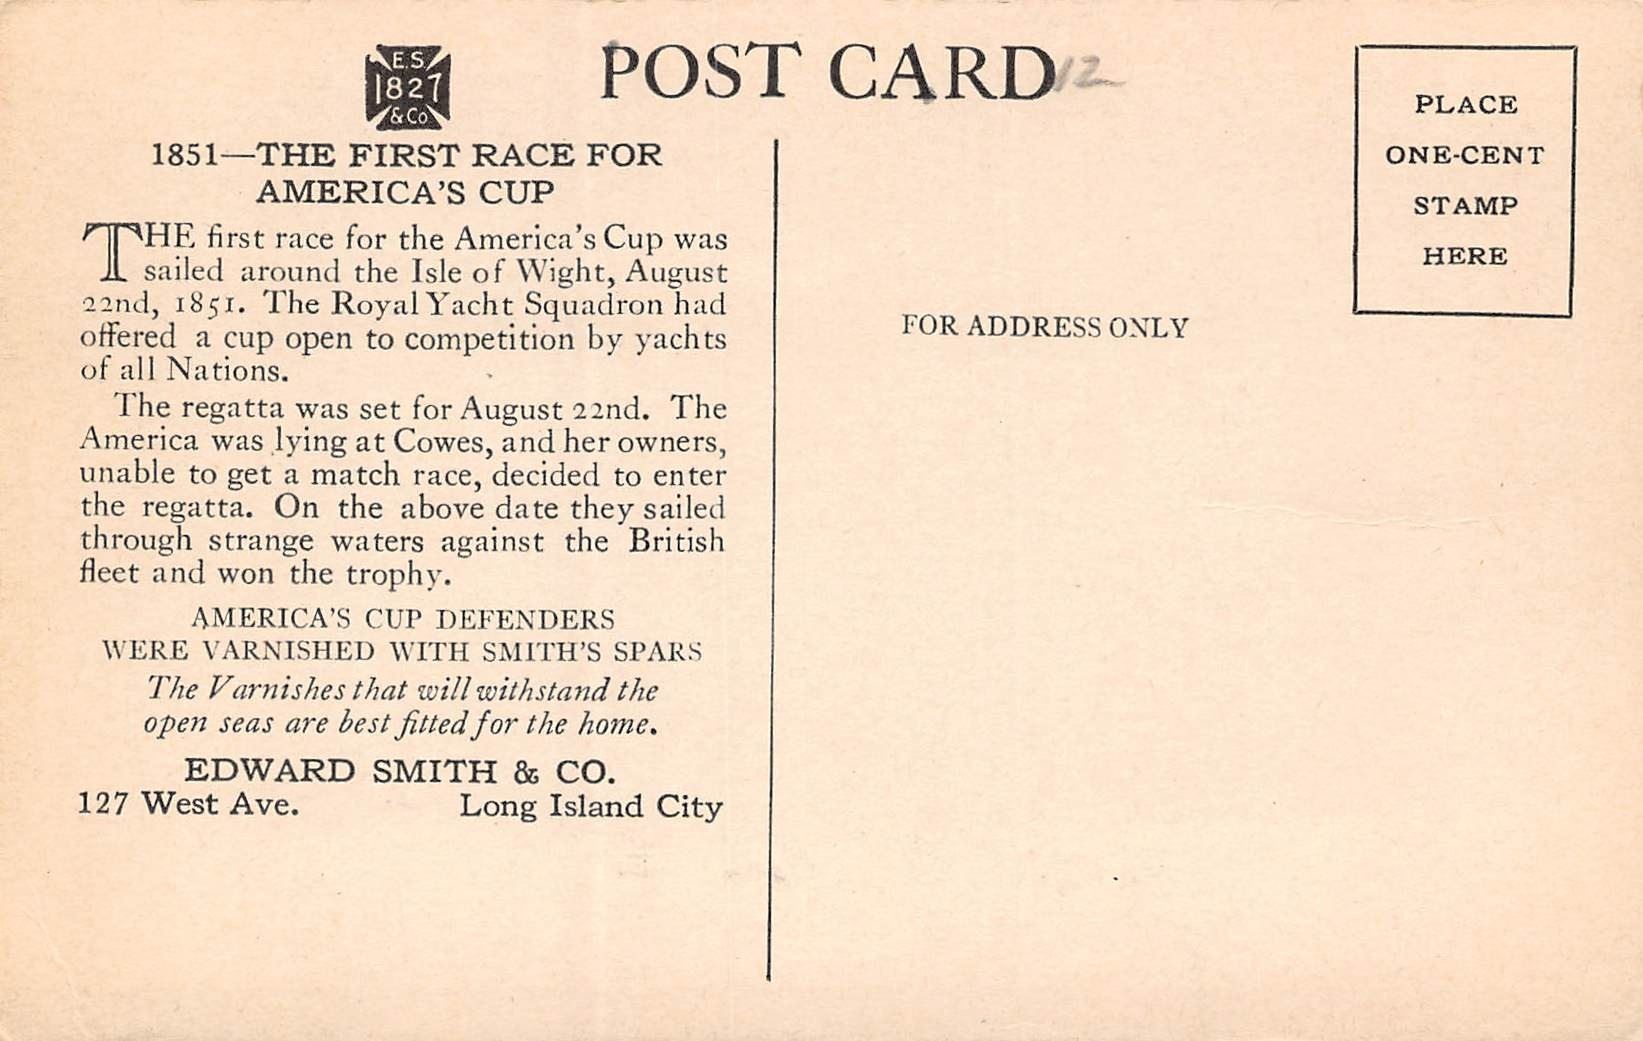 E.S.
1827
& Co
POST CARD 12
PLACE
ONE-CENT
STAMP
HERE
1851—THE FIRST RACE FOR
AMERICA'S CUP
THE first race for the America's Cup was
sailed around the Isle of Wight, August
22nd, 1851. The Royal Yacht Squadron had
offered a cup open to competition by yachts
of all Nations.
The regatta was set for August 22nd. The
America was lying at Cowes, and her owners,
unable to get a match race, decided to enter
the regatta. On the above date they sailed
through strange waters against the British
fleet and won the trophy.
AMERICA'S CUP DEFENDERS
WERE VARNISHED WITH SMITH'S SPARS
The Varnishes that will withstand the
open seas are best fitted for the home.
EDWARD SMITH & CO.
127 West Ave. Long Island City
FOR ADDRESS ONLY